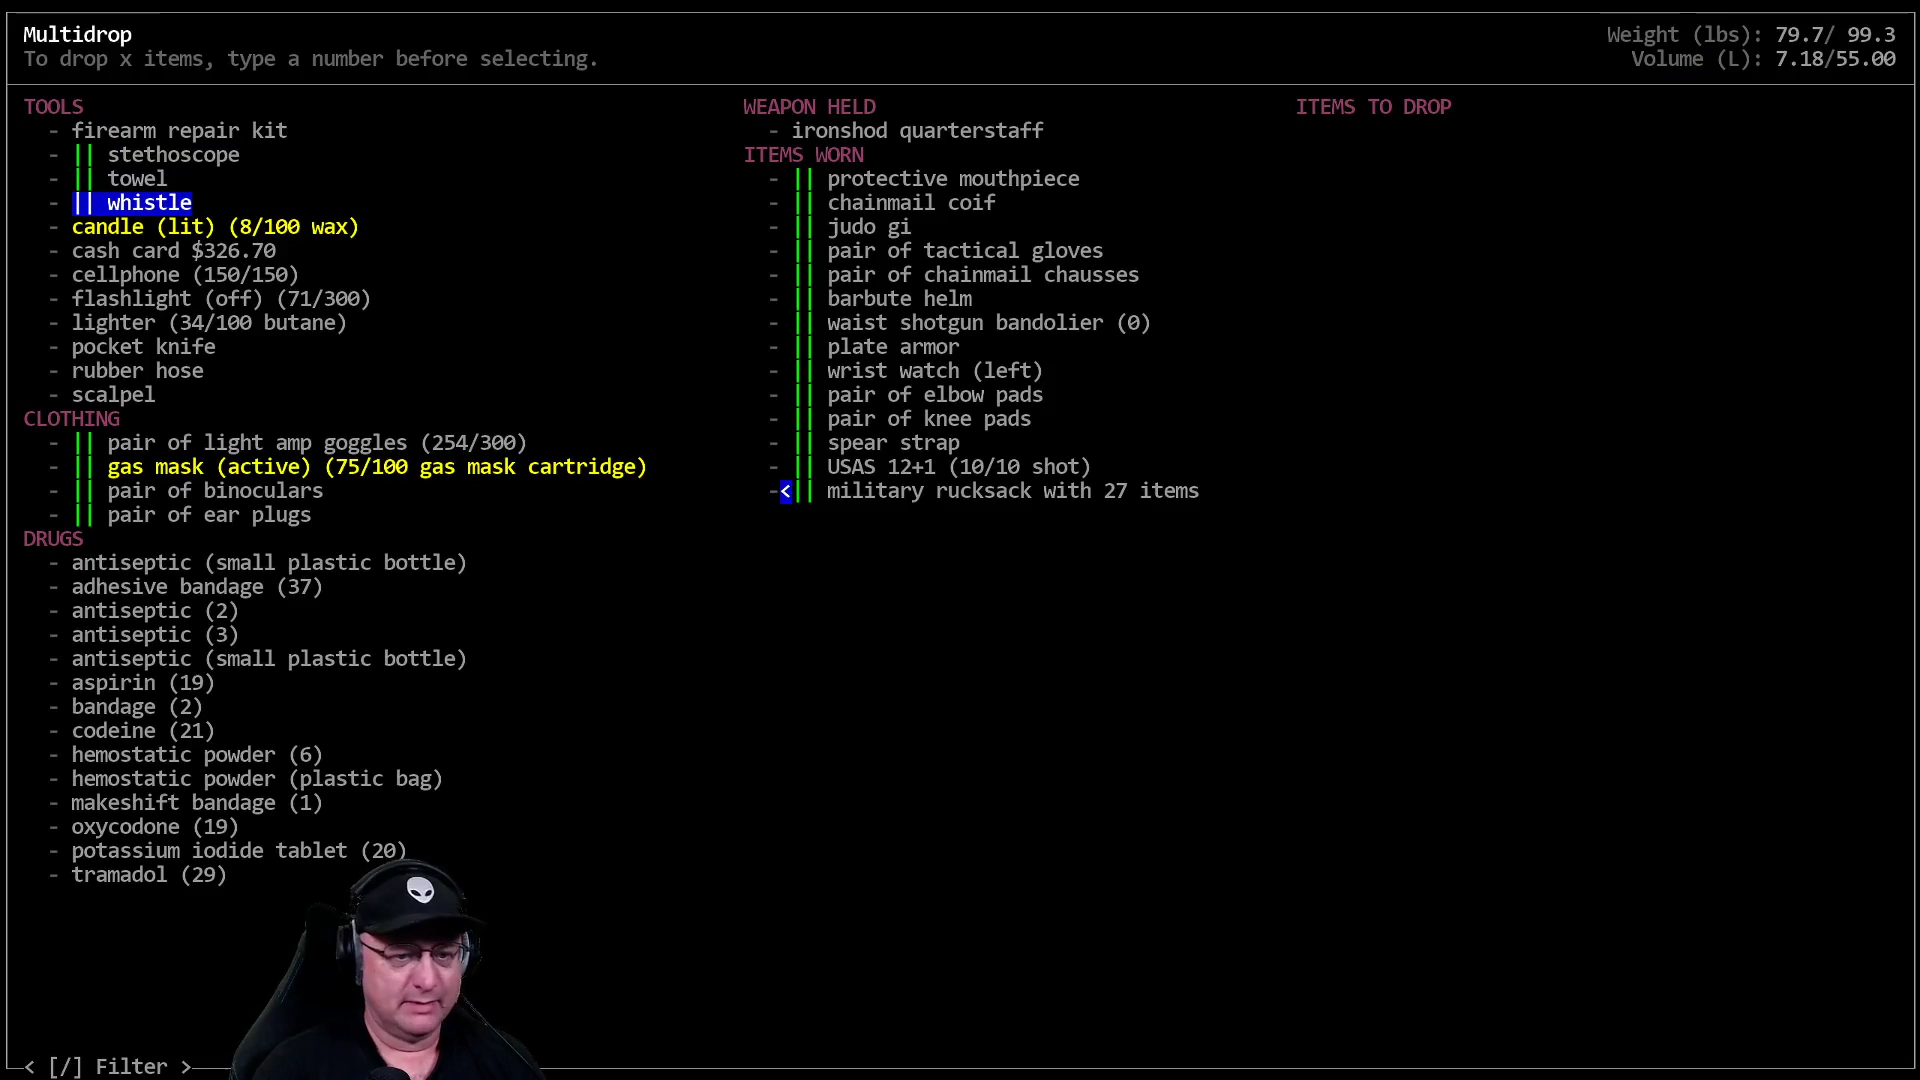 Multidrop
To drop x items, type a number before selecting.
Weight (lbs): 79.7/ 99.3
Volume (L): 7.18/55.00
TOOLS
- firearm repair kit
- || stethoscope
- || towel
- || whistle
- candle (lit) (8/100 wax)
- cash card $326.70
- cellphone (150/150)
- flashlight (off) (71/300)
- lighter (34/100 butane)
- pocket knife
- rubber hose
- scalpel
CLOTHING
- || pair of light amp goggles (254/300)
- || gas mask (active) (75/100 gas mask cartridge)
- || pair of binoculars
- || pair of ear plugs
DRUGS
- antiseptic (small plastic bottle)
- adhesive bandage (37)
- antiseptic (2)
- antiseptic (3)
- antiseptic (small plastic bottle)
- aspirin (19)
- bandage (2)
- codeine (21)
- hemostatic powder (6)
- hemostatic powder (plastic bag)
- makeshift bandage (1)
- oxycodone (19)
- potassium iodide tablet (20)
- tramadol (29)
WEAPON HELD
- ironshod quarterstaff
ITEMS WORN
- || protective mouthpiece
- || chainmail coif
- || judo gi
- || pair of tactical gloves
- || pair of chainmail chausses
- || barbute helm
- || waist shotgun bandolier (0)
- || plate armor
- || wrist watch (left)
- || pair of elbow pads
- || pair of knee pads
- || spear strap
- || USAS 12+1 (10/10 shot)
-<|| military rucksack with 27 items
ITEMS TO DROP
< [/] Filter >